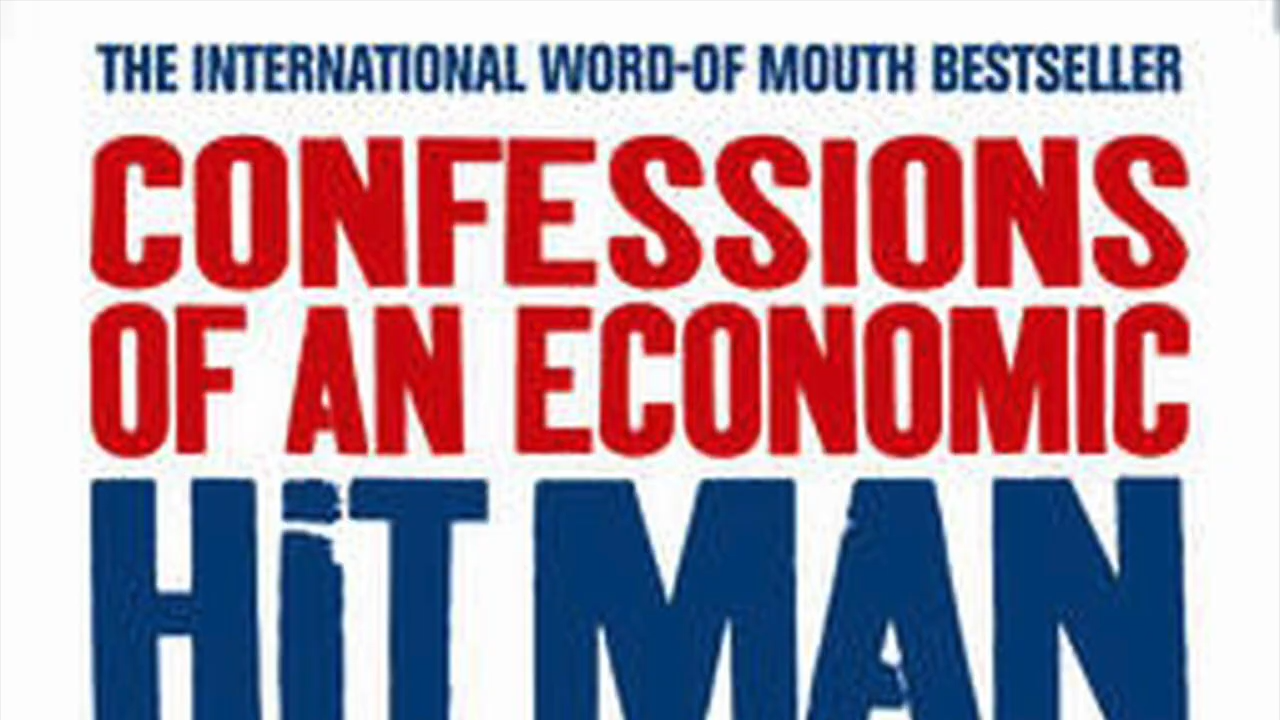 THE INTERNATIONAL WORD-OF MOUTH BESTSELLER
CONFESSIONS
OF AN ECONOMIC
HiT MAN